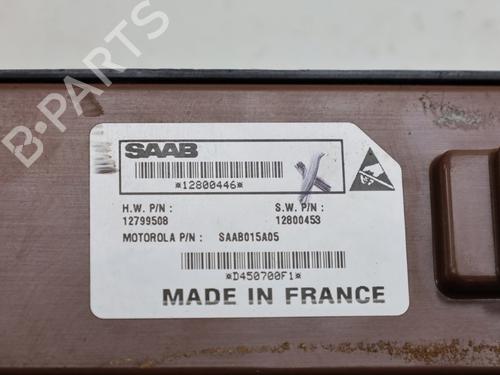 B-PARTS
SAAB
*12800446*
H.W. P/N :
12799508
S.W. P/N :
12800453
MOTOROLA P/N : SAAB015A05
*D450700F1*
MADE IN FRANCE